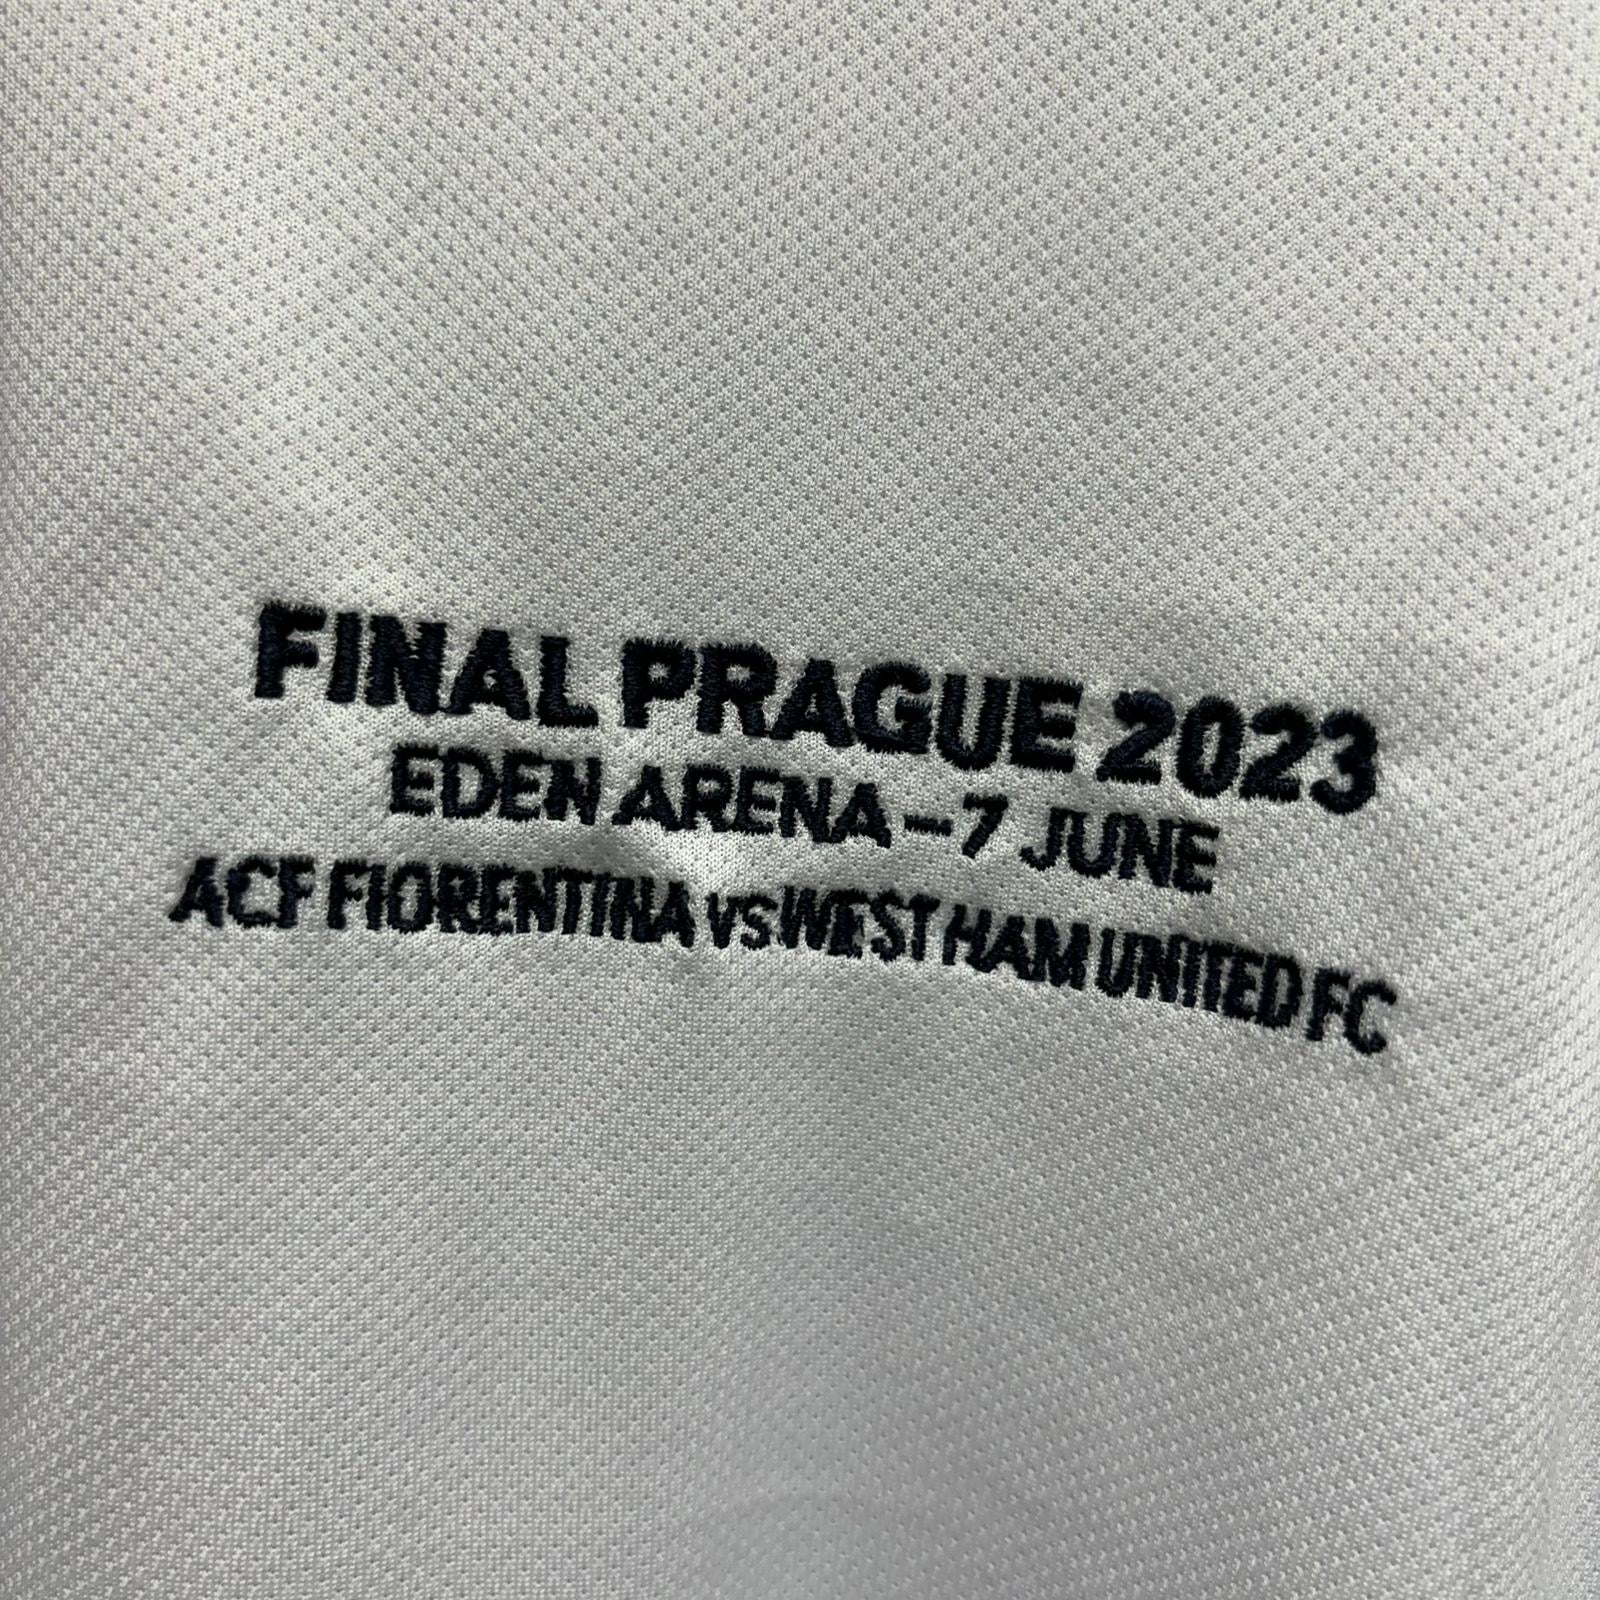 FINAL PRAGUE 2023
EDEN ARENA – 7 JUNE
ACF FIORENTINA VS WEST HAM UNITED FC